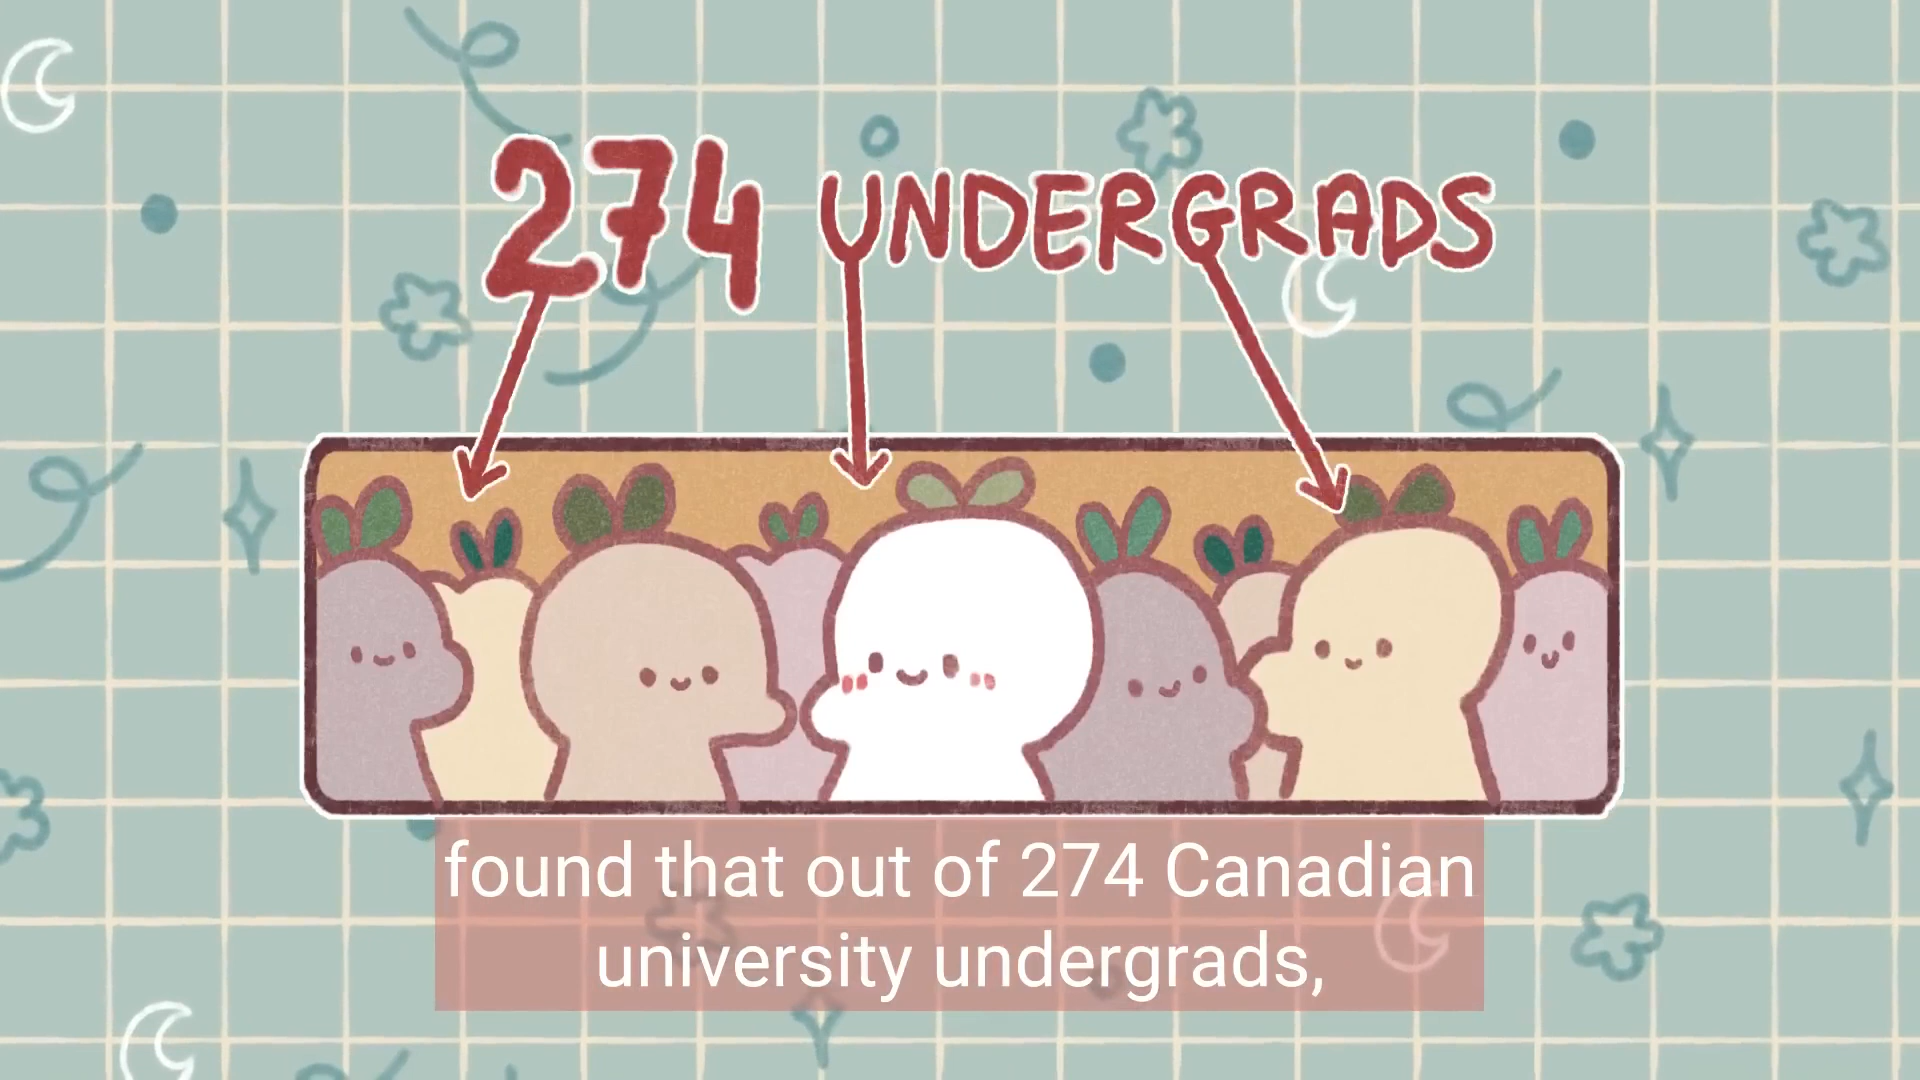 274 UNDERGRADS
found that out of 274 Canadian
university undergrads,